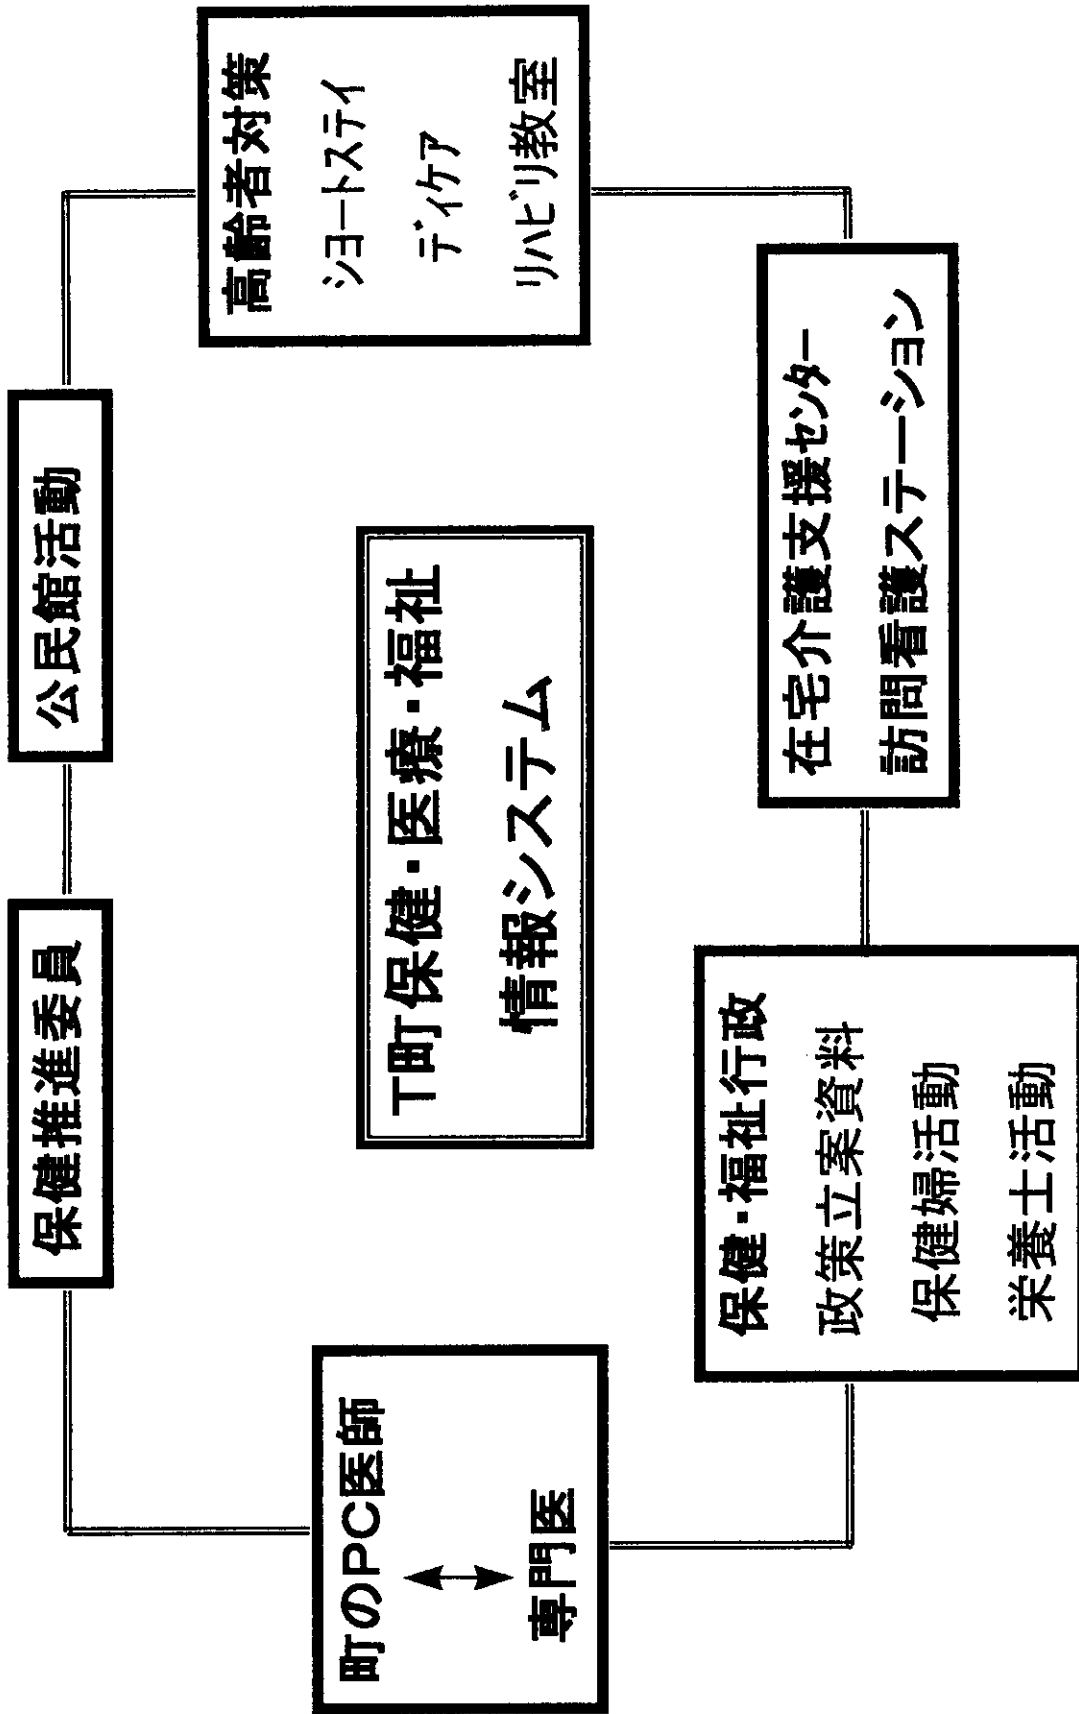 保健推進委員
公民館活動
町のPC医師
専門医
T町保健・医療・福祉
情報システム
高齢者対策
ショートステイ
ディケア
リハビリ教室
保健・福祉行政
政策立案資料
保健婦活動
栄養士活動
在宅介護支援センター
訪問看護ステーション